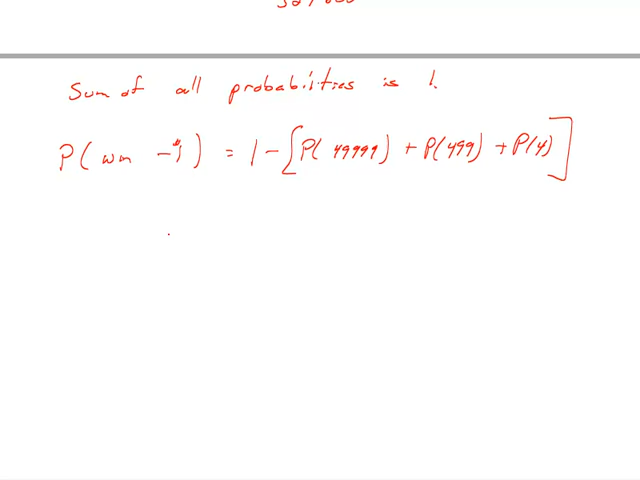 Sum of all probabilities is 1.
P( win -$1 ) = 1 - [P( 49999 ) + P( 499 ) + P( 4 )]